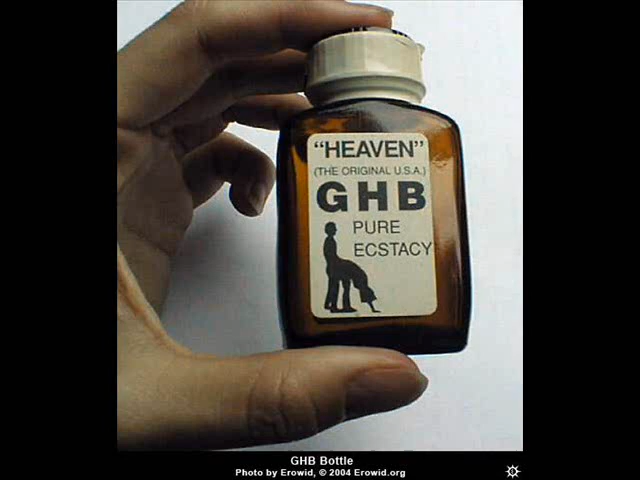 "HEAVEN"
(THE ORIGINAL U.S.A.)
GHB
PURE
ECSTACY
GHB Bottle
Photo by Erowid, © 2004 Erowid.org